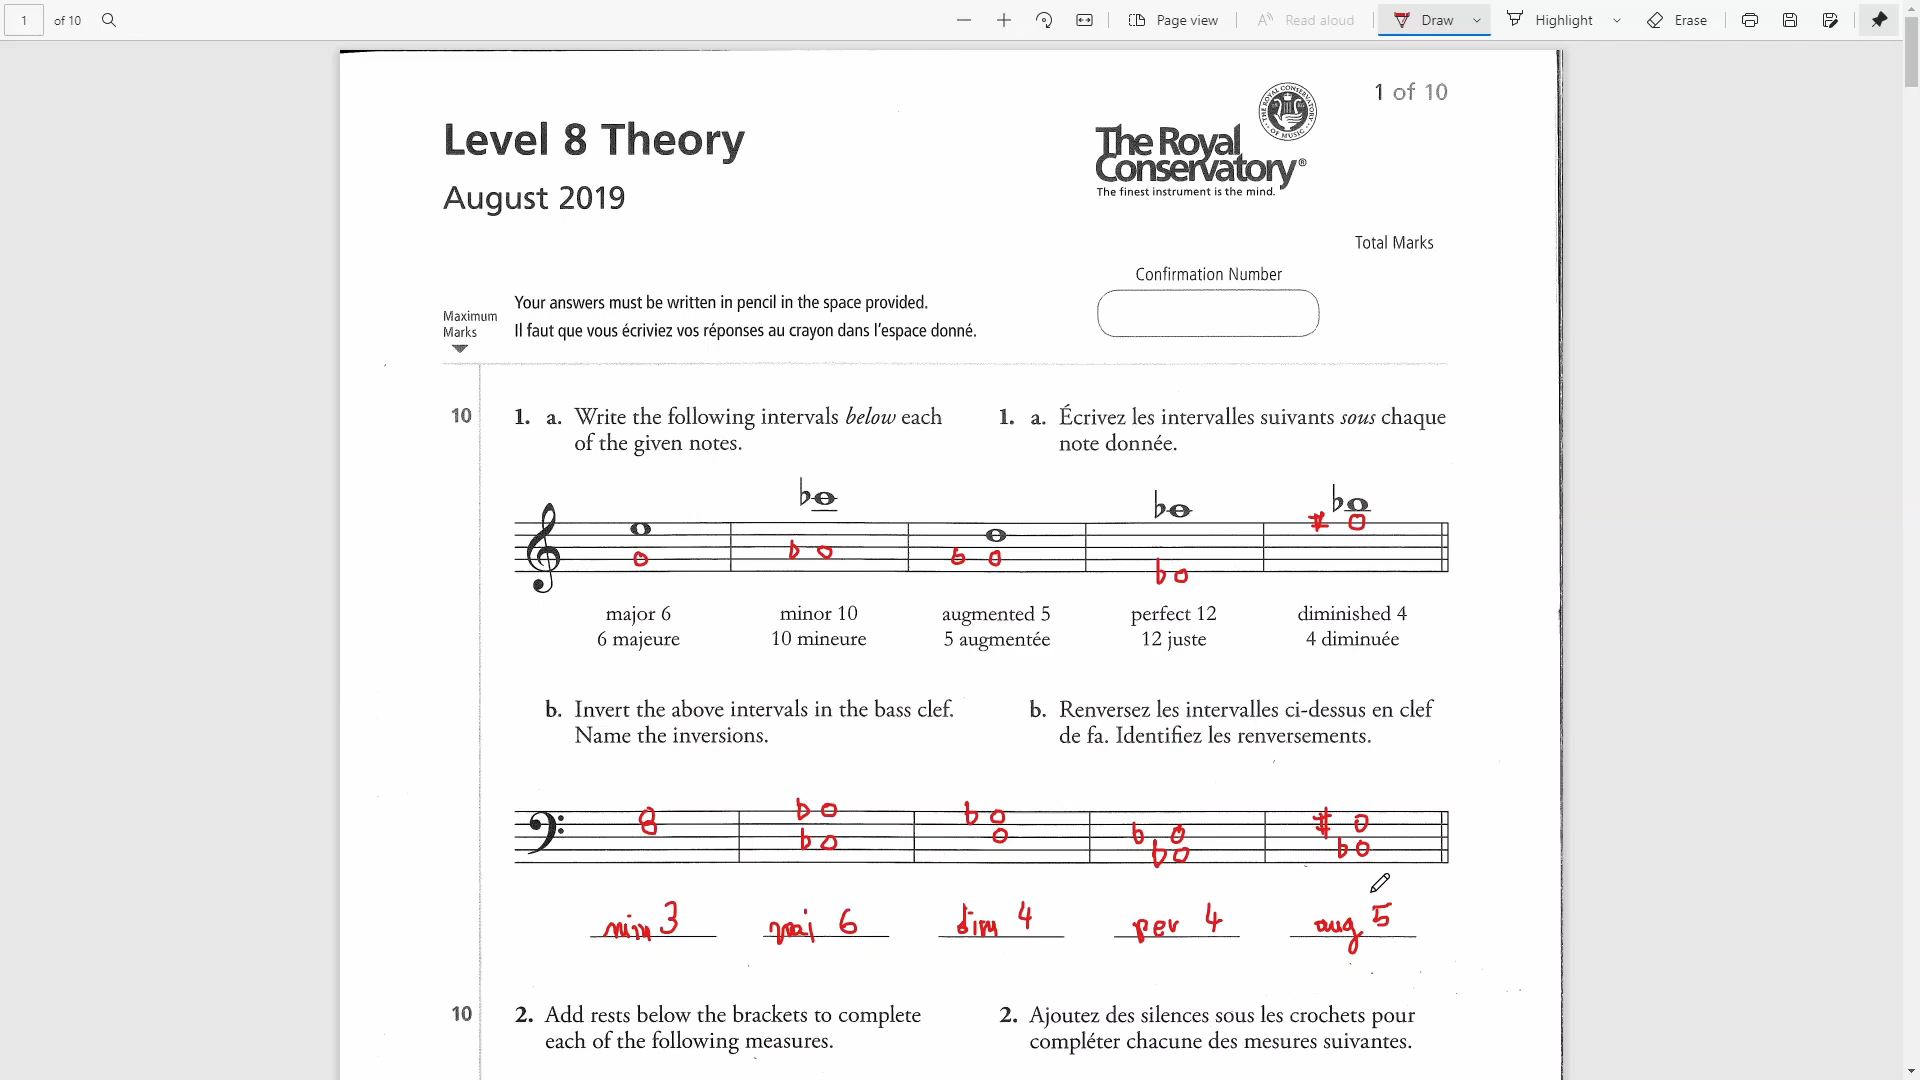 1 of 10 Page view Read aloud Draw Highlight Erase
1 of 10
Level 8 Theory
August 2019
THE ROYAL CONSERVATORY OF MUSIC
The Royal
Conservatory®
The finest instrument is the mind.
Total Marks
Confirmation Number
Maximum
Marks
Your answers must be written in pencil in the space provided.
Il faut que vous écriviez vos réponses au crayon dans l'espace donné.
10 1. a. Write the following intervals below each
of the given notes.
1. a. Écrivez les intervalles suivants sous chaque
note donnée.
major 6 minor 10 augmented 5 perfect 12 diminished 4
6 majeure 10 mineure 5 augmentée 12 juste 4 diminuée
b. Invert the above intervals in the bass clef.
Name the inversions.
b. Renversez les intervalles ci-dessus en clef
de fa. Identifiez les renversements.
min 3 maj 6 dim 4 per 4 aug 5
10 2. Add rests below the brackets to complete
each of the following measures.
2. Ajoutez des silences sous les crochets pour
compléter chacune des mesures suivantes.